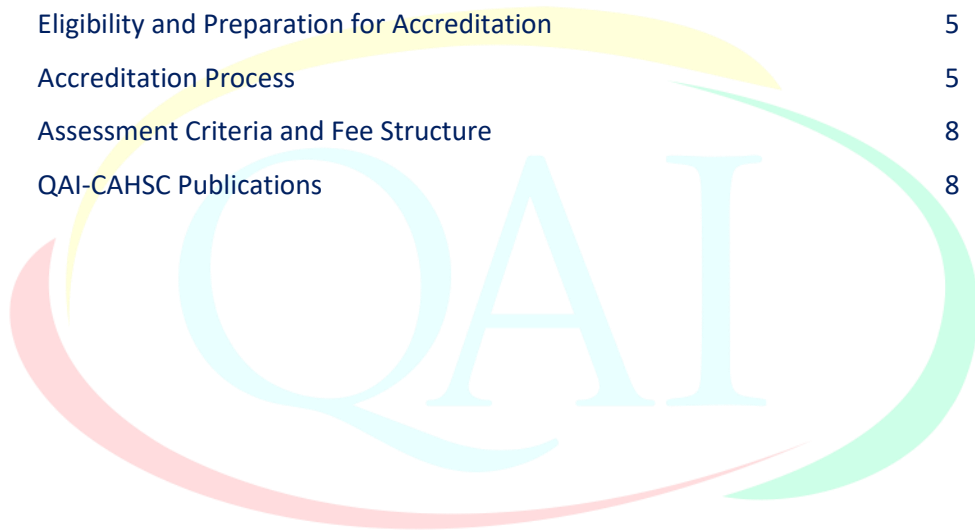 Eligibility and Preparation for Accreditation 5
Accreditation Process 5
Assessment Criteria and Fee Structure 8
QAI-CAHSC Publications 8
QAI